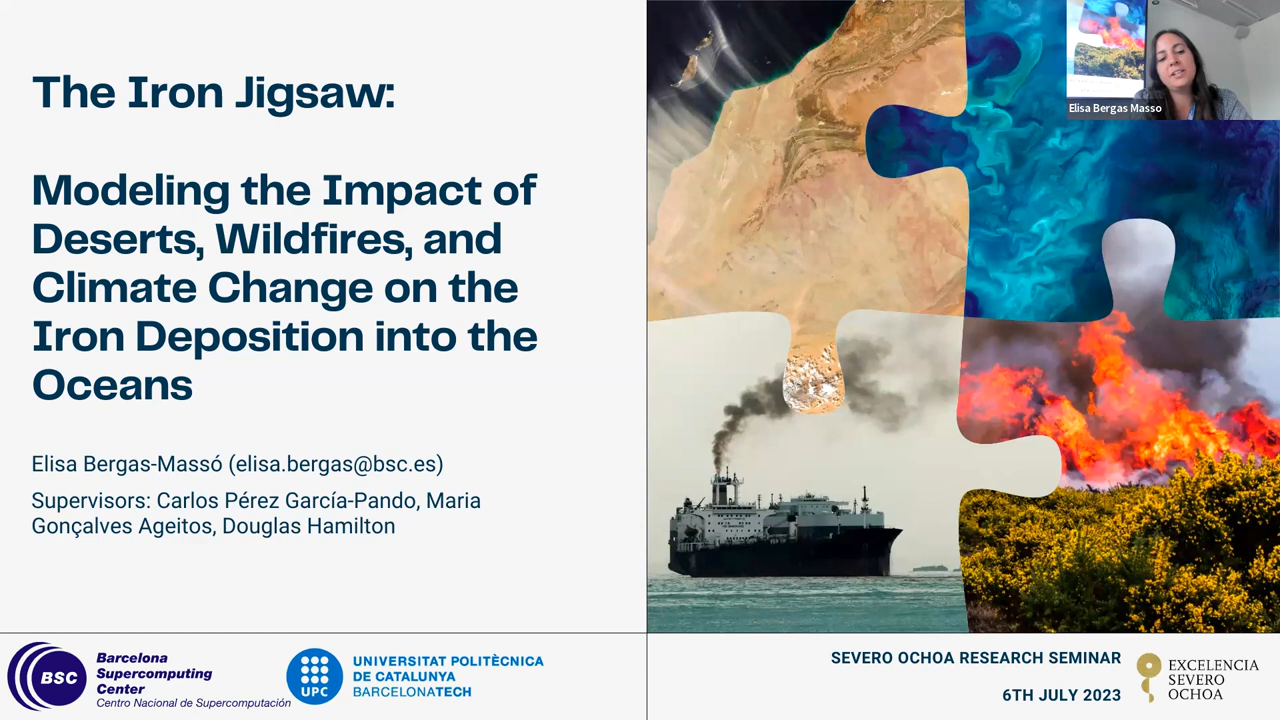 The Iron Jigsaw:
Modeling the Impact of
Deserts, Wildfires, and
Climate Change on the
Iron Deposition into the
Oceans
Elisa Bergas-Massó (elisa.bergas@bsc.es)
Supervisors: Carlos Pérez García-Pando, Maria
Gonçalves Ageitos, Douglas Hamilton
Elisa Bergas Masso
BSC
Barcelona
Supercomputing
Center
Centro Nacional de Supercomputación
UPC
UNIVERSITAT POLITÈCNICA
DE CATALUNYA
BARCELONATECH
SEVERO OCHOA RESEARCH SEMINAR
6TH JULY 2023
EXCELENCIA
SEVERO
OCHOA